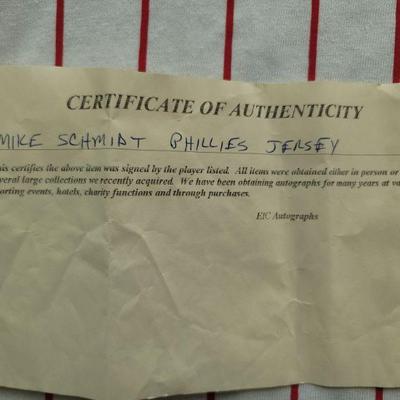 CERTIFICATE OF AUTHENTICITY
MIKE SCHMIDT PHILLIES JERSEY
his certifies the above item was signed by the player listed. All items were obtained either in person or
veral large collections we recently acquired. We have been obtaining autographs for many years at va
orting events, hotels, charity functions and through purchases.
EIC Autographs